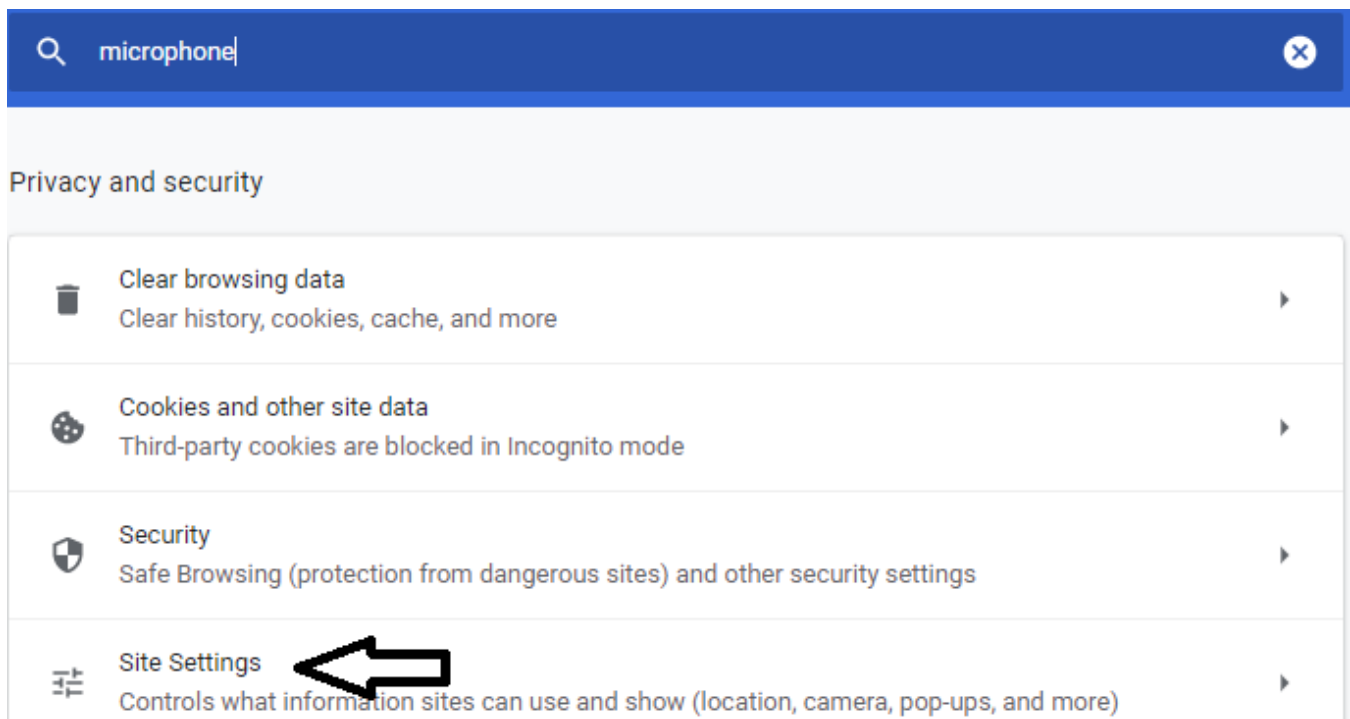 microphone
Privacy and security
Clear browsing data
Clear history, cookies, cache, and more
Cookies and other site data
Third-party cookies are blocked in Incognito mode
Security
Safe Browsing (protection from dangerous sites) and other security settings
Site Settings
Controls what information sites can use and show (location, camera, pop-ups, and more)